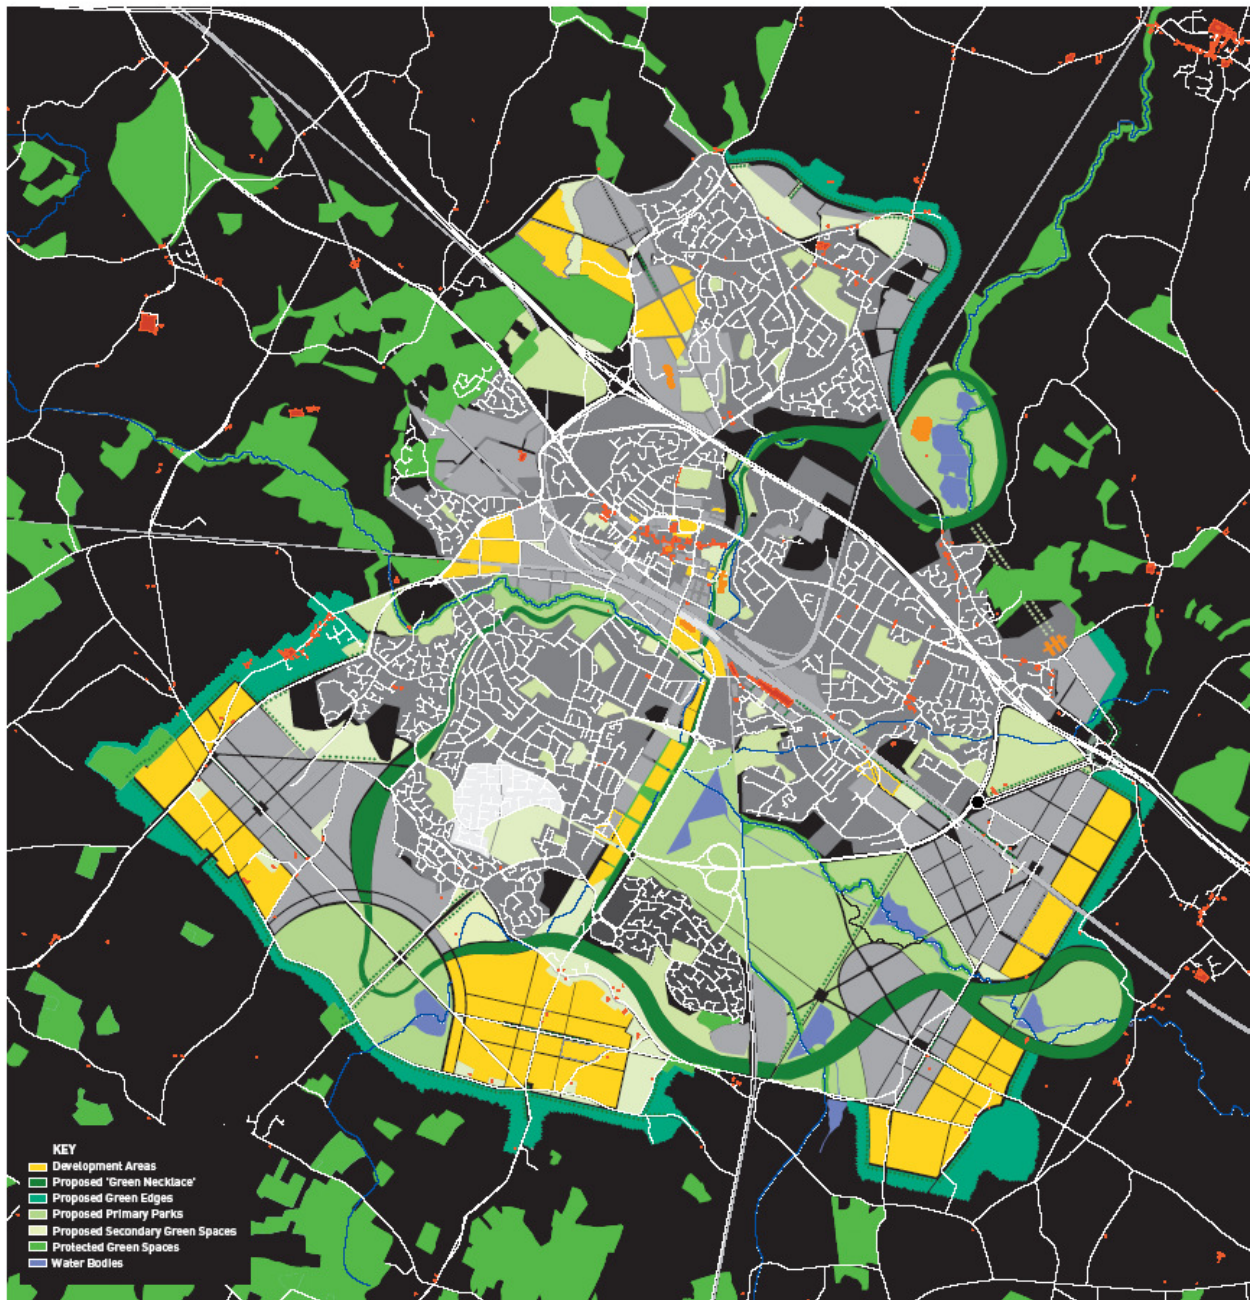 KEY
Development Areas
Proposed 'Green Necklace'
Proposed Green Edges
Proposed Primary Parks
Proposed Secondary Green Spaces
Protected Green Spaces
Water Bodies